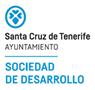 Santa Cruz de Tenerife
AYUNTAMIENTO
SOCIEDAD
DE DESARROLLO